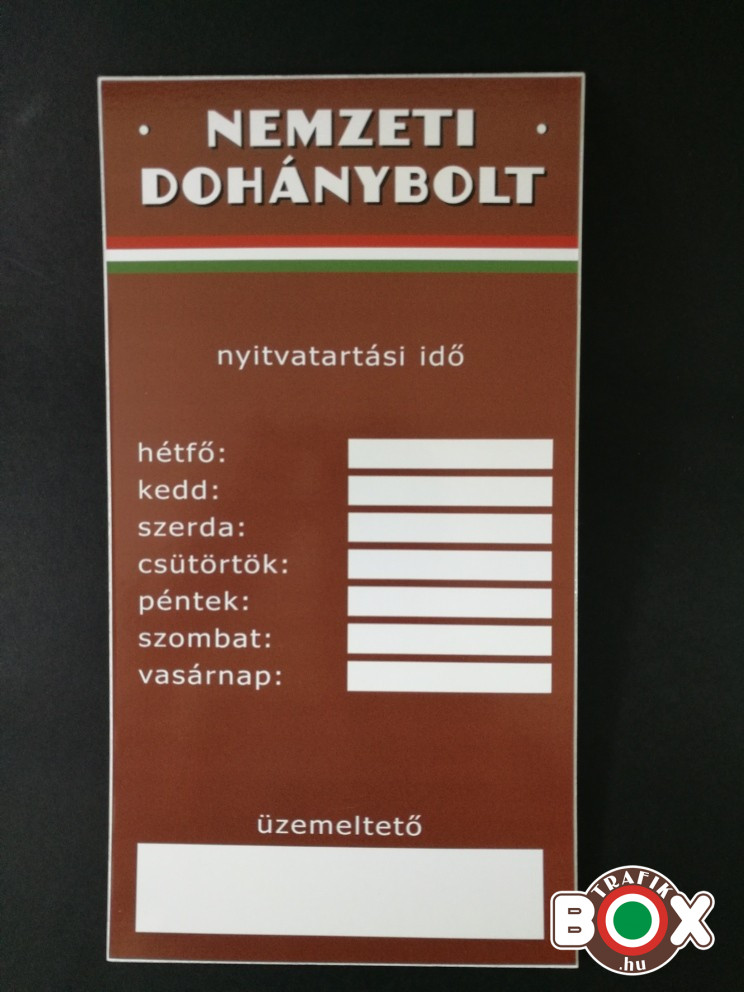 • NEMZETI •
DOHÁNYBOLT
nyitvatartási idő
hétfő:
kedd:
szerda:
csütörtök:
péntek:
szombat:
vasárnap:
üzemeltető
TRAFIK
BOX
.hu